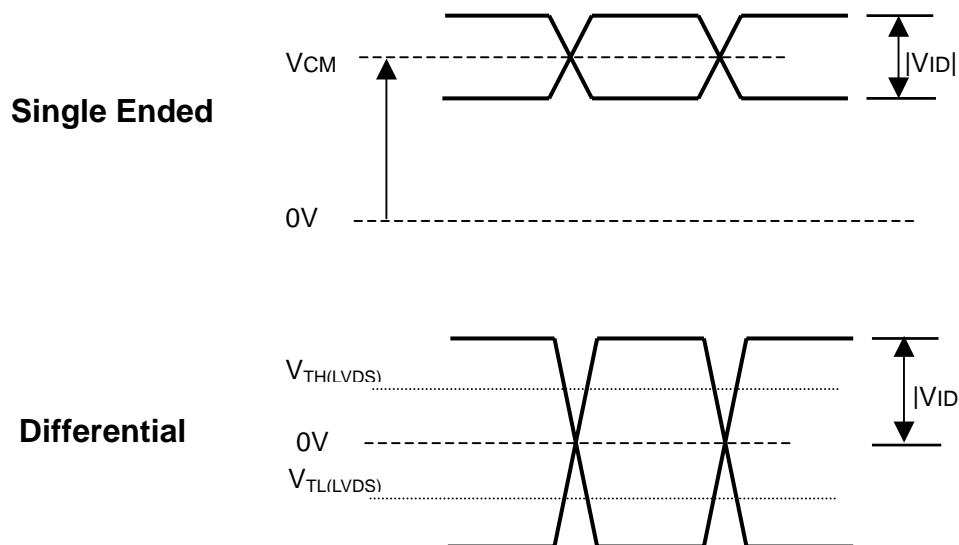 VCM
|VID|
Single Ended
0V
VTH(LVDS)
|VID
Differential
0V
VTL(LVDS)